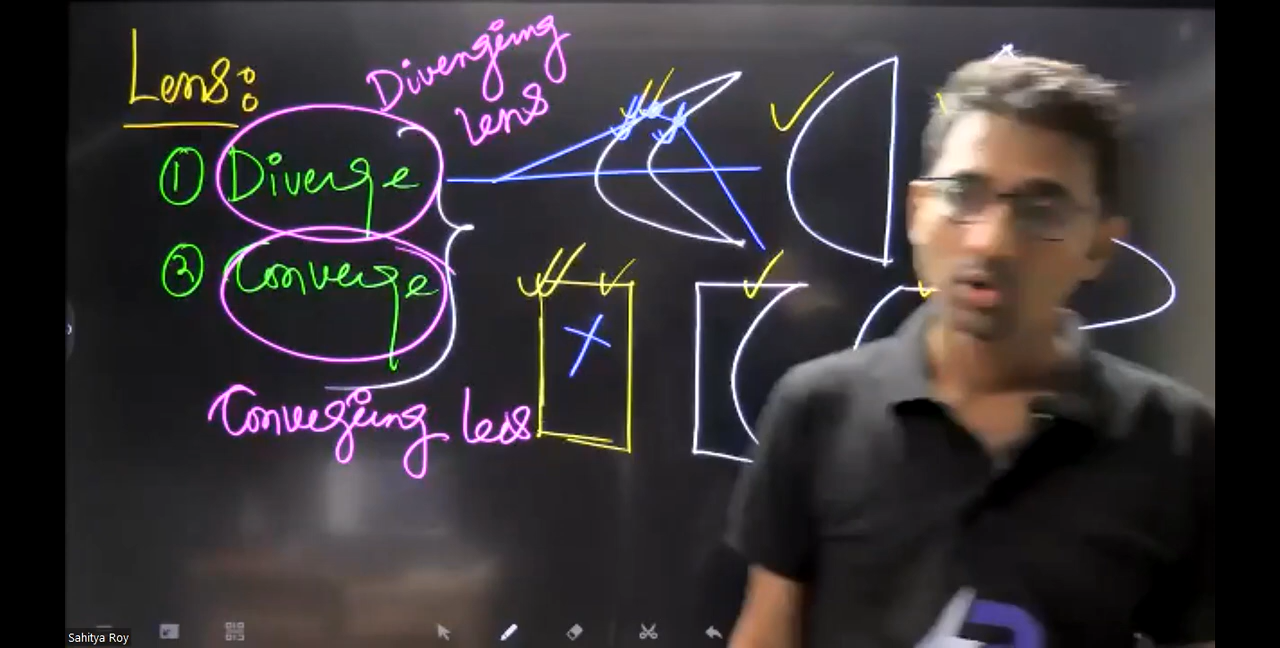 Lens:
Diverging
lens
① Diverge
② Converge
Converging lens
Sahitya Roy